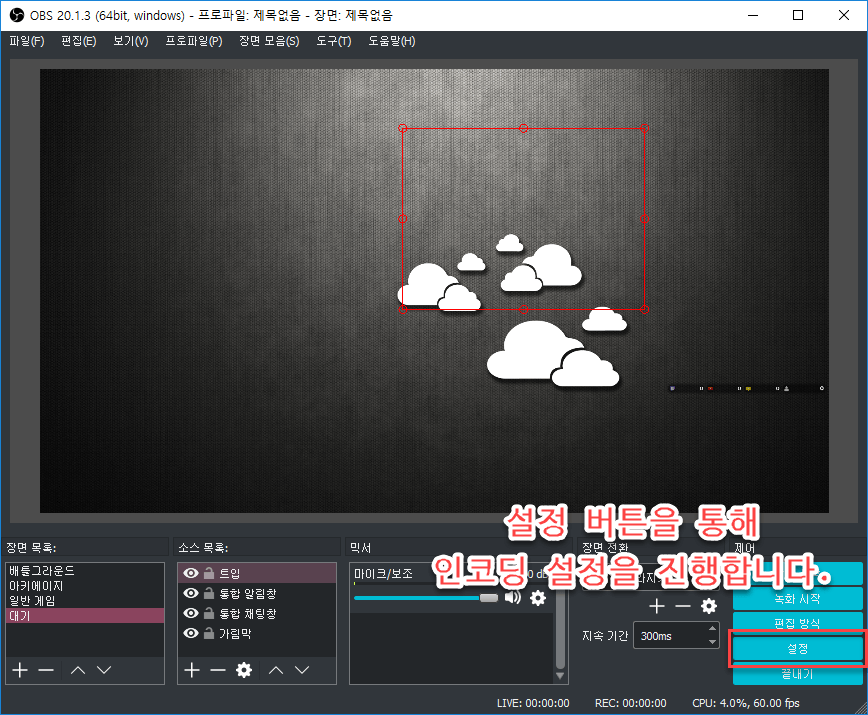 OBS 20.1.3 (64bit, windows) - 프로파일: 제목없음 - 장면: 제목없음
파일(F) 편집(E) 보기(V) 프로파일(P) 장면 모음(S) 도구(T) 도움말(H)
설정 버튼을 통해
인코딩 설정을 진행합니다.
장면 목록:
배틀그라운드
아키에이지
일반 게임
대기
소스 목록:
트입
통합 알림창
통합 채팅창
가림막
믹서
마이크/보조
장면 전환
지속 기간 300ms
제어
녹화 시작
편집 방식
설정
끝내기
LIVE: 00:00:00 REC: 00:00:00 CPU: 4.0%, 60.00 fps